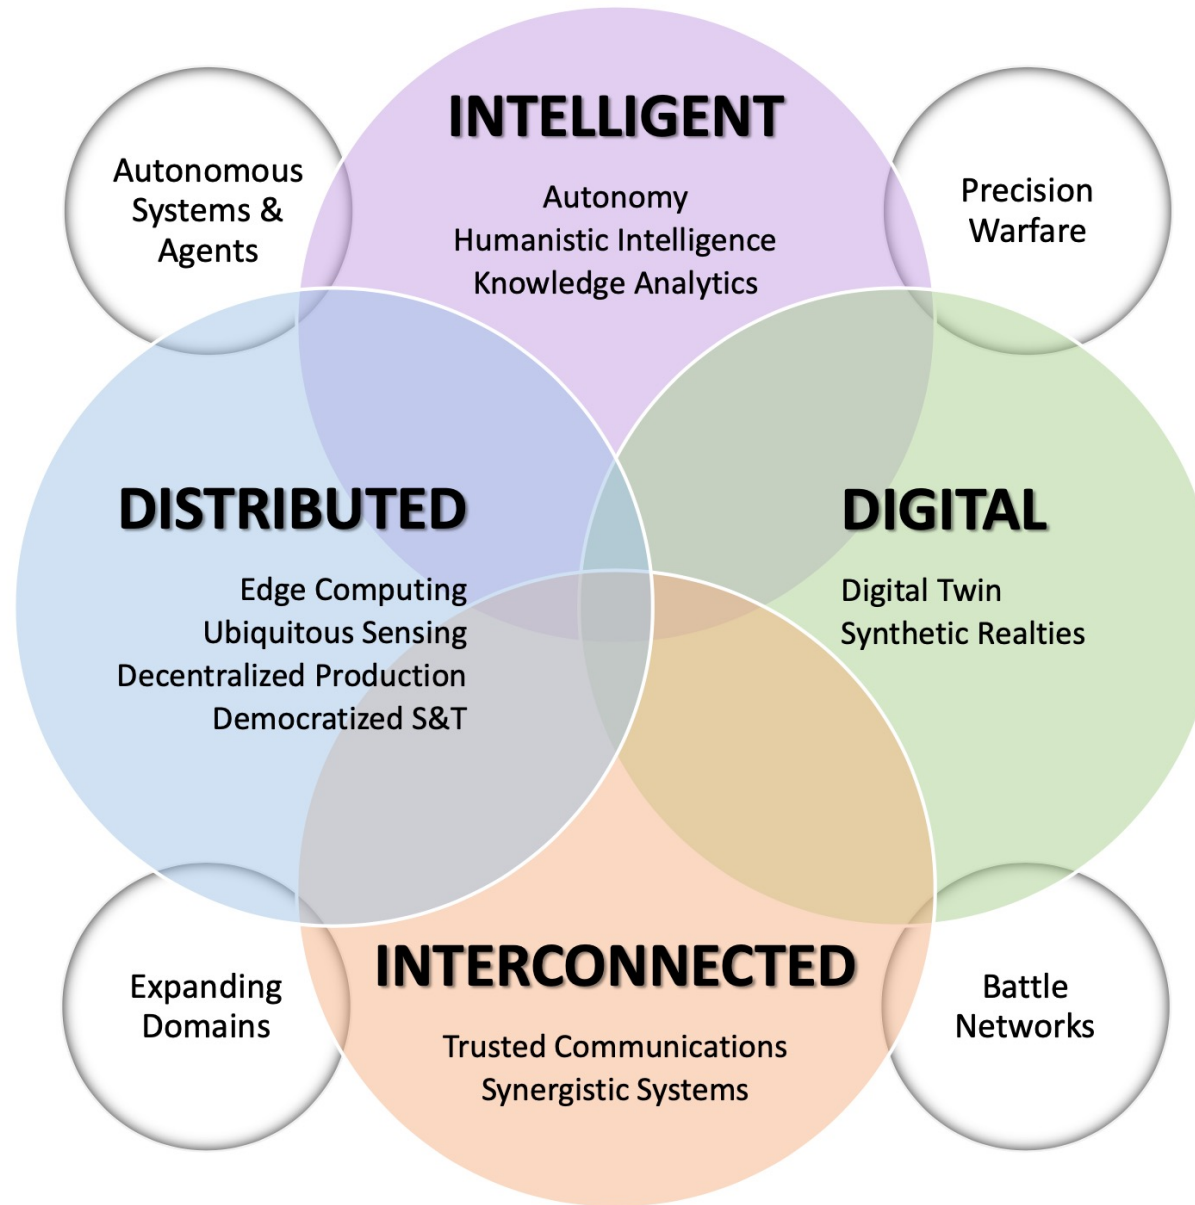 INTELLIGENT
Autonomy
Humanistic Intelligence
Knowledge Analytics
Autonomous
Systems &
Agents
Precision
Warfare
DISTRIBUTED
Edge Computing
Ubiquitous Sensing
Decentralized Production
Democratized S&T
DIGITAL
Digital Twin
Synthetic Realties
Expanding
Domains
INTERCONNECTED
Trusted Communications
Synergistic Systems
Battle
Networks